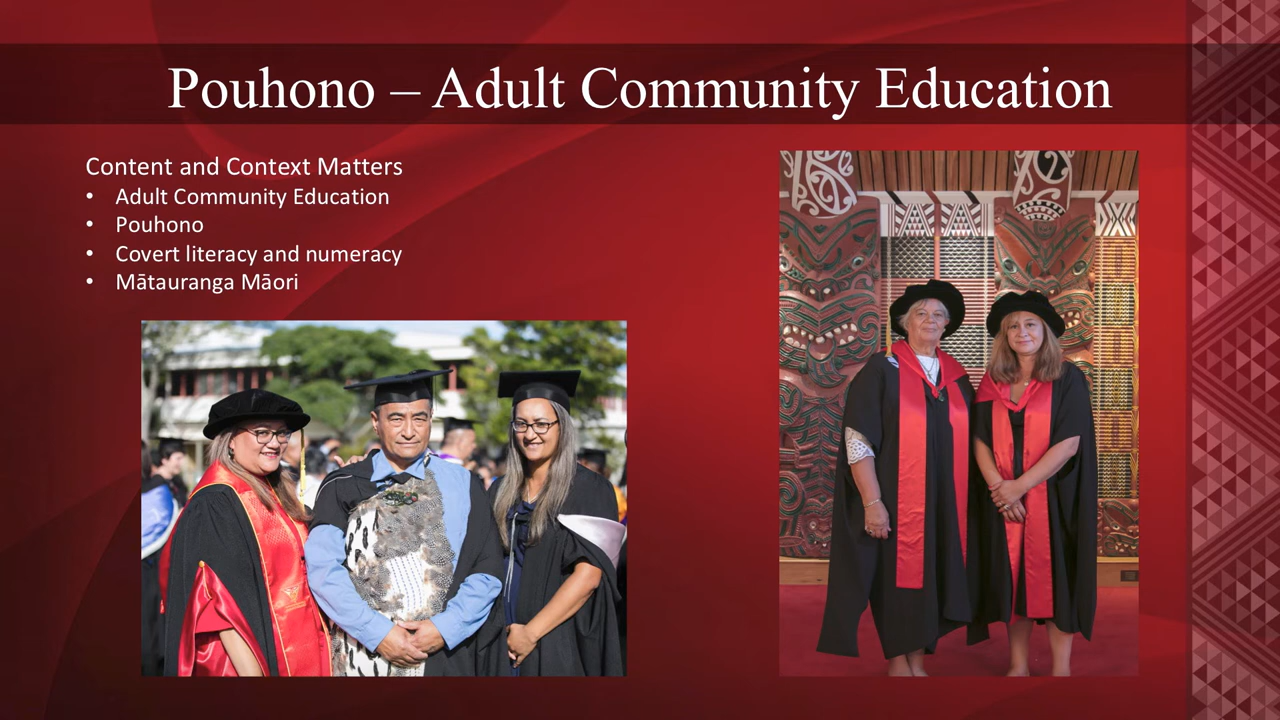 Pouhono – Adult Community Education
Content and Context Matters
• Adult Community Education
• Pouhono
• Covert literacy and numeracy
• Mātauranga Māori